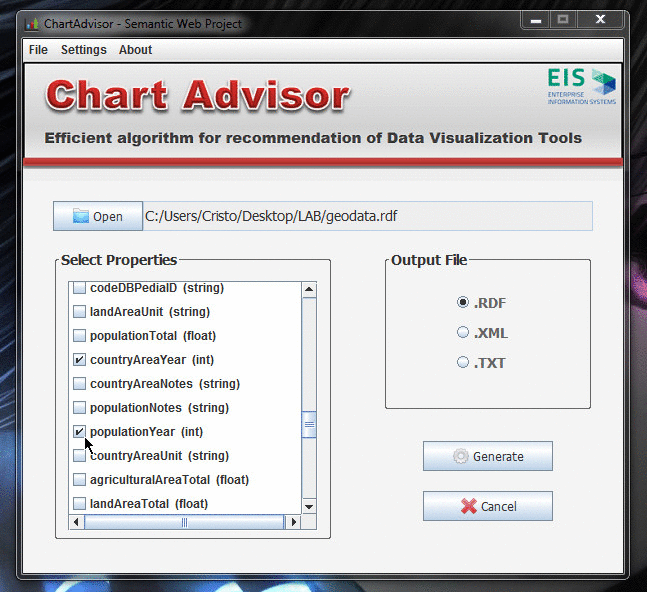 ChartAdvisor - Semantic Web Project
File Settings About
Chart Advisor
EIS
ENTERPRISE
INFORMATION SYSTEMS
Efficient algorithm for recommendation of Data Visualization Tools
Open C:/Users/Cristo/Desktop/LAB/geodata.rdf
Select Properties
codeDBPediaID (string)
landAreaUnit (string)
populationTotal (float)
countryAreaYear (int)
countryAreaNotes (string)
populationNotes (string)
populationYear (int)
countryAreaUnit (string)
agriculturalAreaTotal (float)
landAreaTotal (float)
Output File
.RDF
.XML
.TXT
Generate
Cancel